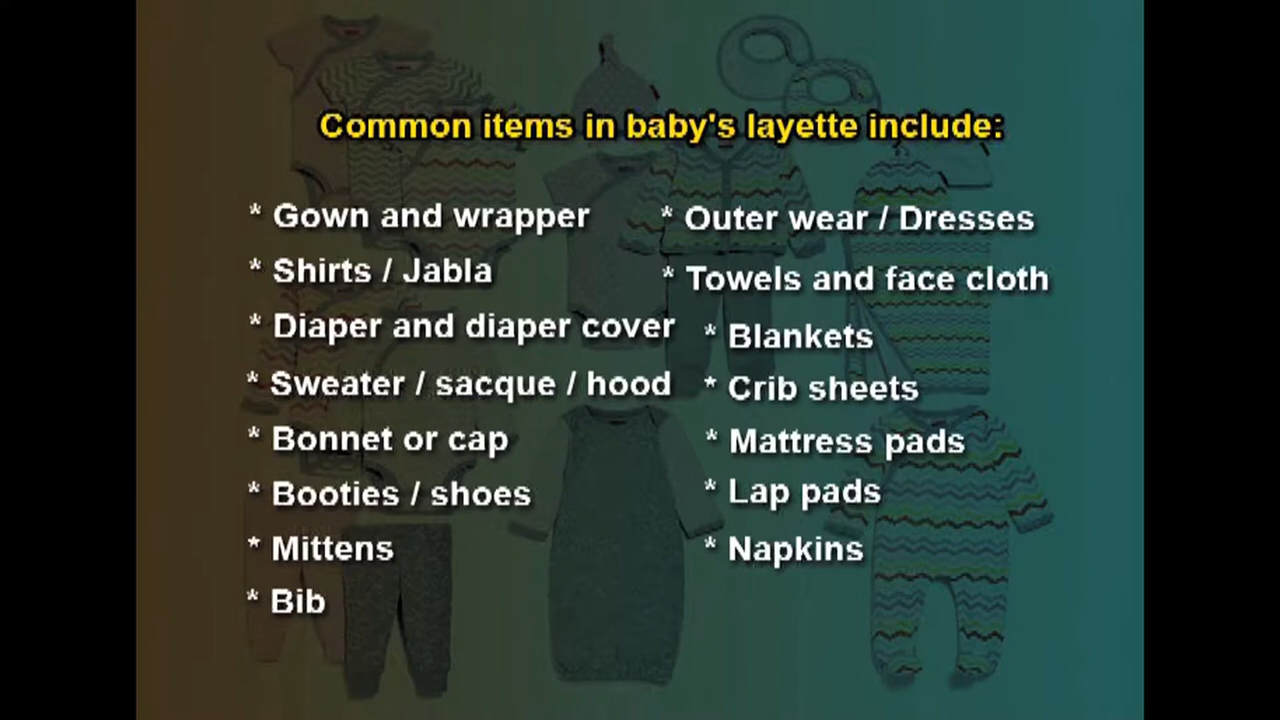 Common items in baby's layette include:
* Gown and wrapper
* Shirts / Jabla
* Diaper and diaper cover
* Sweater / sacque / hood
* Bonnet or cap
* Booties / shoes
* Mittens
* Bib
* Outer wear / Dresses
* Towels and face cloth
* Blankets
* Crib sheets
* Mattress pads
* Lap pads
* Napkins